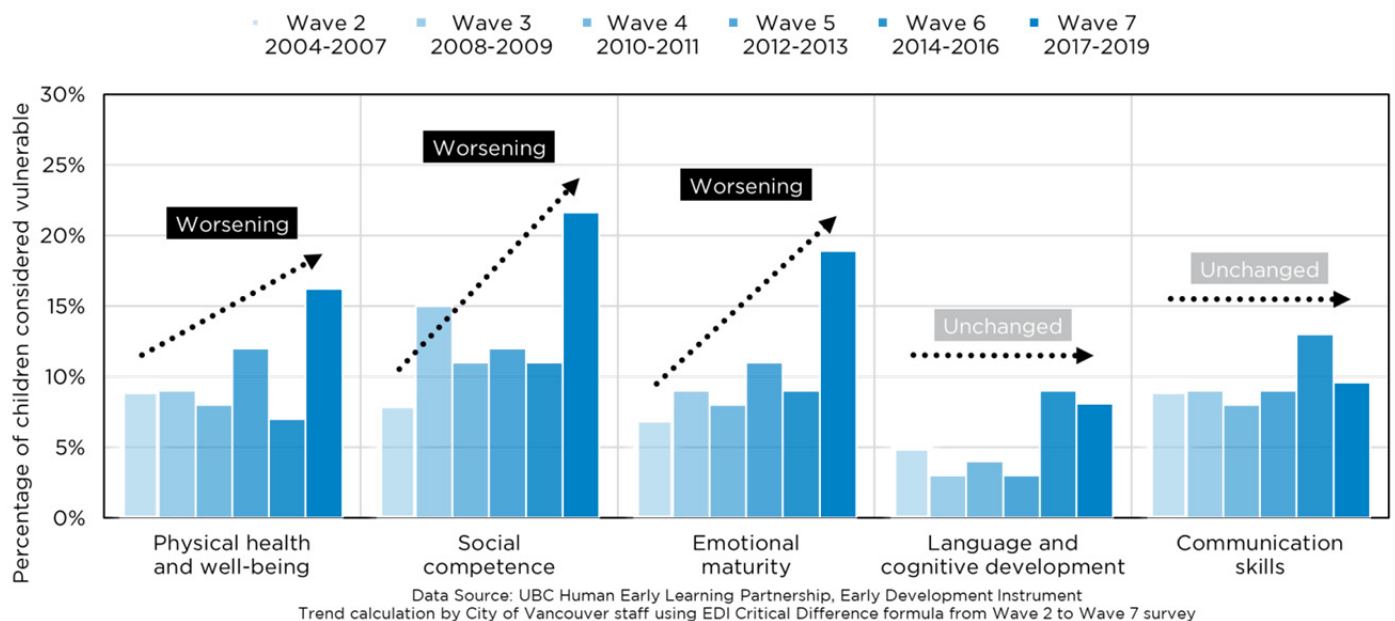 Wave 2 Wave 3 Wave 4 Wave 5 Wave 6 Wave 7
2004-2007 2008-2009 2010-2011 2012-2013 2014-2016 2017-2019
Percentage of children considered vulnerable
30%
25%
20%
15%
10%
5%
0%
Worsening
Worsening
Worsening
Unchanged
Unchanged
Physical health
and well-being
Social
competence
Emotional
maturity
Language and
cognitive development
Communication
skills
Data Source: UBC Human Early Learning Partnership, Early Development Instrument
Trend calculation by City of Vancouver staff using EDI Critical Difference formula from Wave 2 to Wave 7 survey